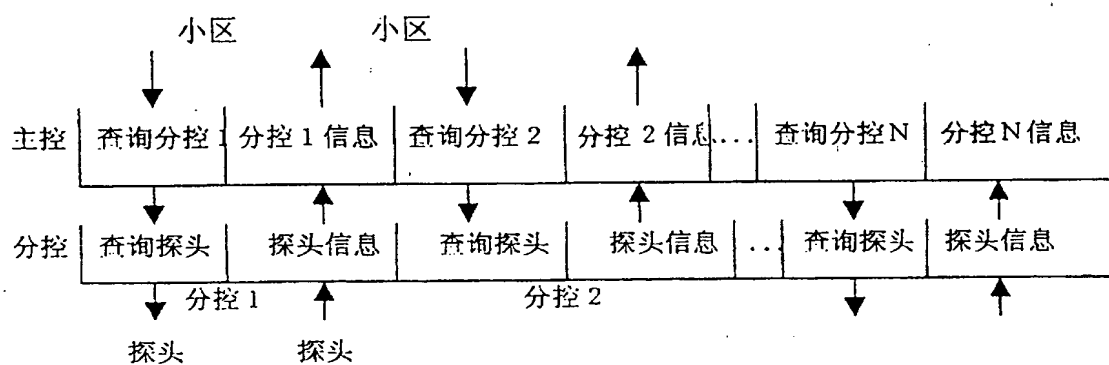 小区 小区
主控 查询分控1 分控1信息 查询分控2 分控2信息 .... 查询分控N 分控N信息
分控 查询探头 探头信息 查询探头 探头信息 ... 查询探头 探头信息
分控1 分控2
探头 探头